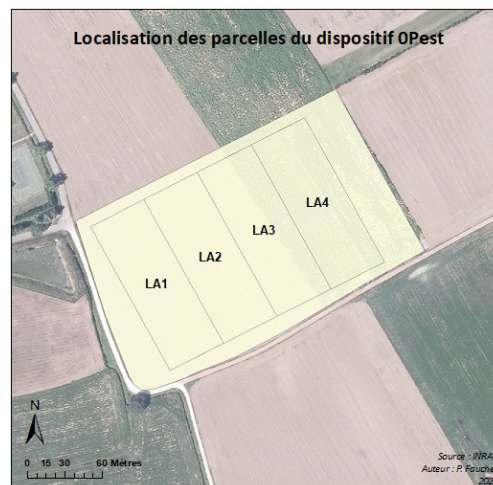 Localisation des parcelles du dispositif 0Pest
LA4
LA3
LA2
LA1
N
0 15 30 60 Mètres
Source : INRA
Auteur : P. Fauche
202